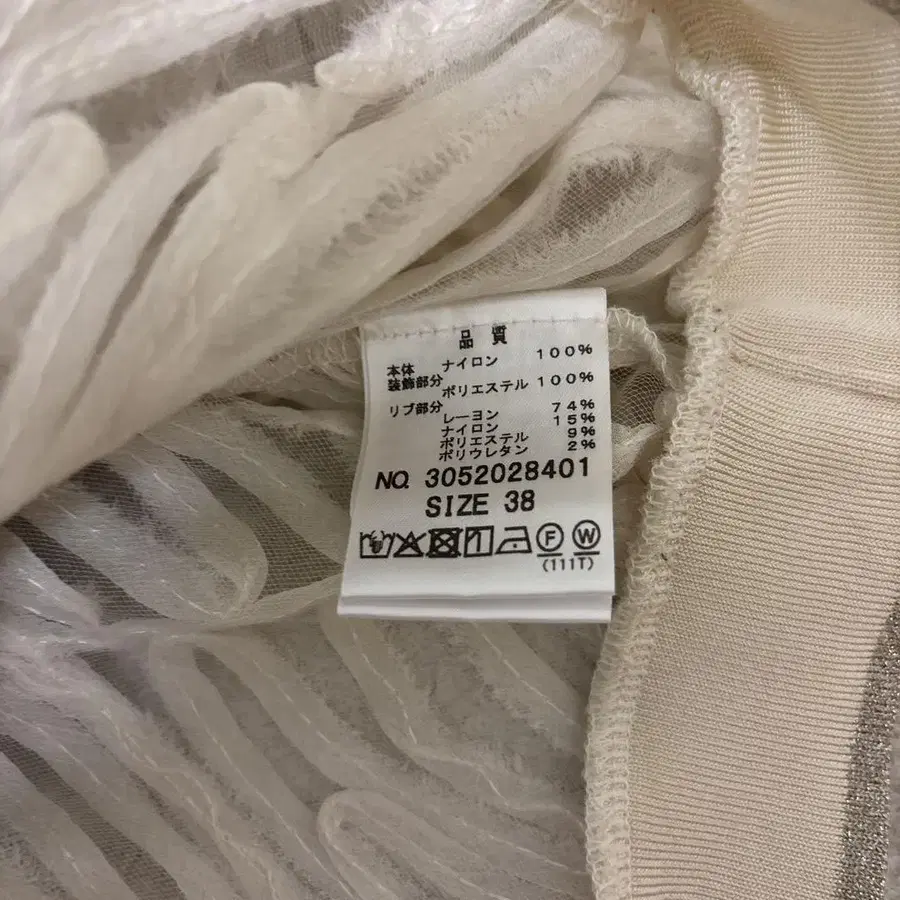 品質
本体 ナイロン 100%
装飾部分
ポリエステル 100%
リブ部分
レーヨン 74%
ナイロン 15%
ポリエステル 9%
ポリウレタン 2%
NO. 3052028401
SIZE 38
F W
(111T)